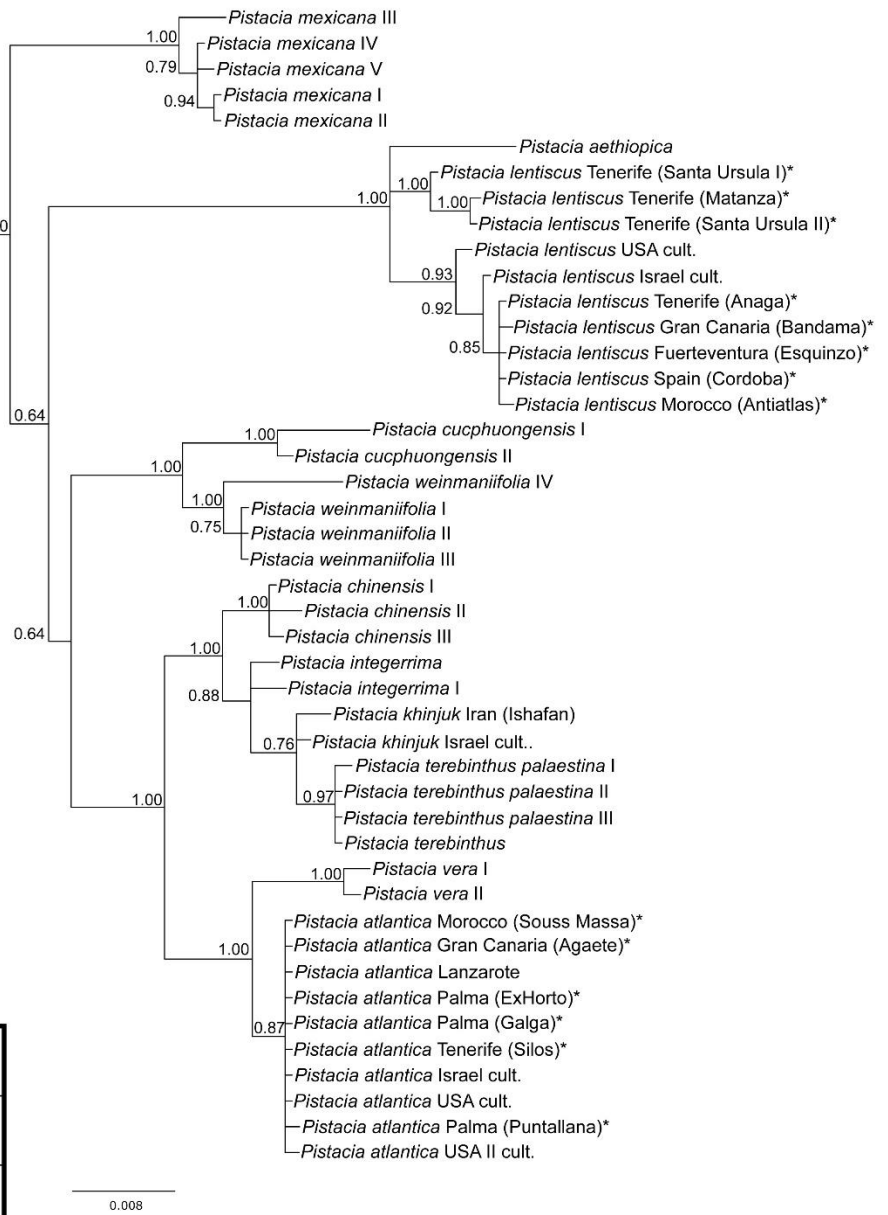 Pistacia mexicana III
1.00
Pistacia mexicana IV
0.79
Pistacia mexicana V
Pistacia mexicana I
0.94
Pistacia mexicana II
Pistacia aethiopica
Pistacia lentiscus Tenerife (Santa Ursula I)*
1.00
1.00
Pistacia lentiscus Tenerife (Matanza)*
1.00
Pistacia lentiscus Tenerife (Santa Ursula II)*
0
Pistacia lentiscus USA cult.
0.93
Pistacia lentiscus Israel cult.
Pistacia lentiscus Tenerife (Anaga)*
0.92
Pistacia lentiscus Gran Canaria (Bandama)*
0.85
Pistacia lentiscus Fuerteventura (Esquinzo)*
Pistacia lentiscus Spain (Cordoba)*
Pistacia lentiscus Morocco (Antiatlas)*
0.64
Pistacia cucphuongensis I
1.00
Pistacia cucphuongensis II
1.00
Pistacia weinmaniifolia IV
1.00
Pistacia weinmaniifolia I
0.75
Pistacia weinmaniifolia II
Pistacia weinmaniifolia III
Pistacia chinensis I
1.00
Pistacia chinensis II
0.64
Pistacia chinensis III
1.00
Pistacia integerrima
0.88
Pistacia integerrima I
Pistacia khinjuk Iran (Ishafan)
0.76
Pistacia khinjuk Israel cult..
Pistacia terebinthus palaestina I
1.00
0.97
Pistacia terebinthus palaestina II
Pistacia terebinthus palaestina III
Pistacia terebinthus
Pistacia vera I
1.00
Pistacia vera II
Pistacia atlantica Morocco (Souss Massa)*
1.00
Pistacia atlantica Gran Canaria (Agaete)*
Pistacia atlantica Lanzarote
Pistacia atlantica Palma (ExHorto)*
0.87
Pistacia atlantica Palma (Galga)*
Pistacia atlantica Tenerife (Silos)*
Pistacia atlantica Israel cult.
Pistacia atlantica USA cult.
Pistacia atlantica Palma (Puntallana)*
Pistacia atlantica USA II cult.
0.008